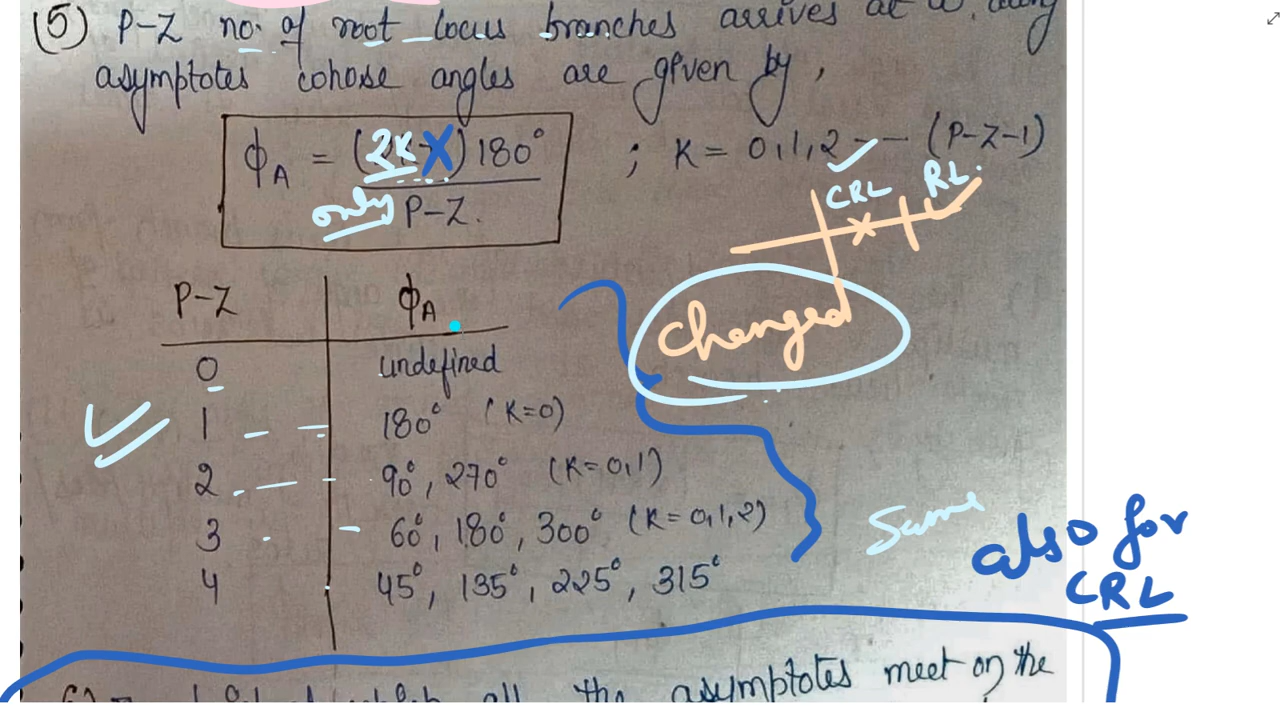 (5) P-Z no. of root locus branches arrives at ∞ along
asymptotes whose angles are given by,
ϕA = (2K X) 180° ; K = 0,1,2 --- (P-Z-1)
only P-Z.
CRL RL.
changed
P-Z ϕA
0 undefined
1 180° (K=0)
2 90°, 270° (K=0,1)
3 60°, 180°, 300° (K=0,1,2)
4 45°, 135°, 225°, 315°
Same
also for
CRL
all the asymptotes meet on the